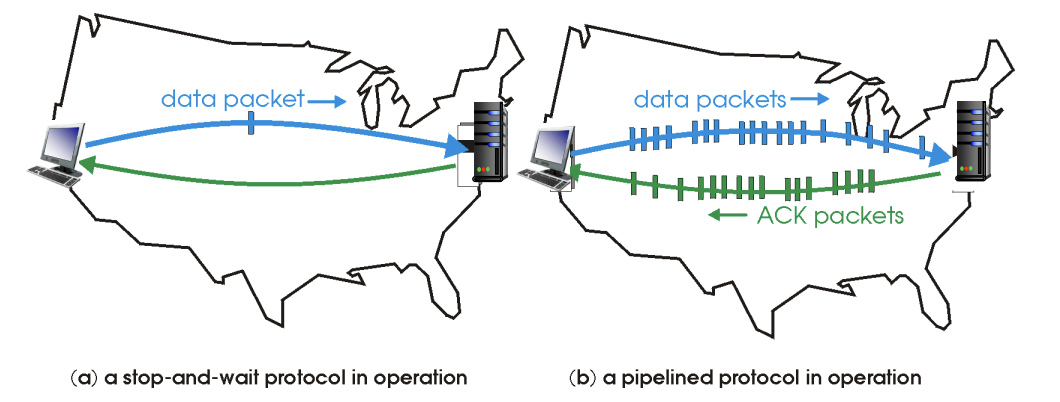 data packet
data packets
ACK packets
(a) a stop-and-wait protocol in operation
(b) a pipelined protocol in operation